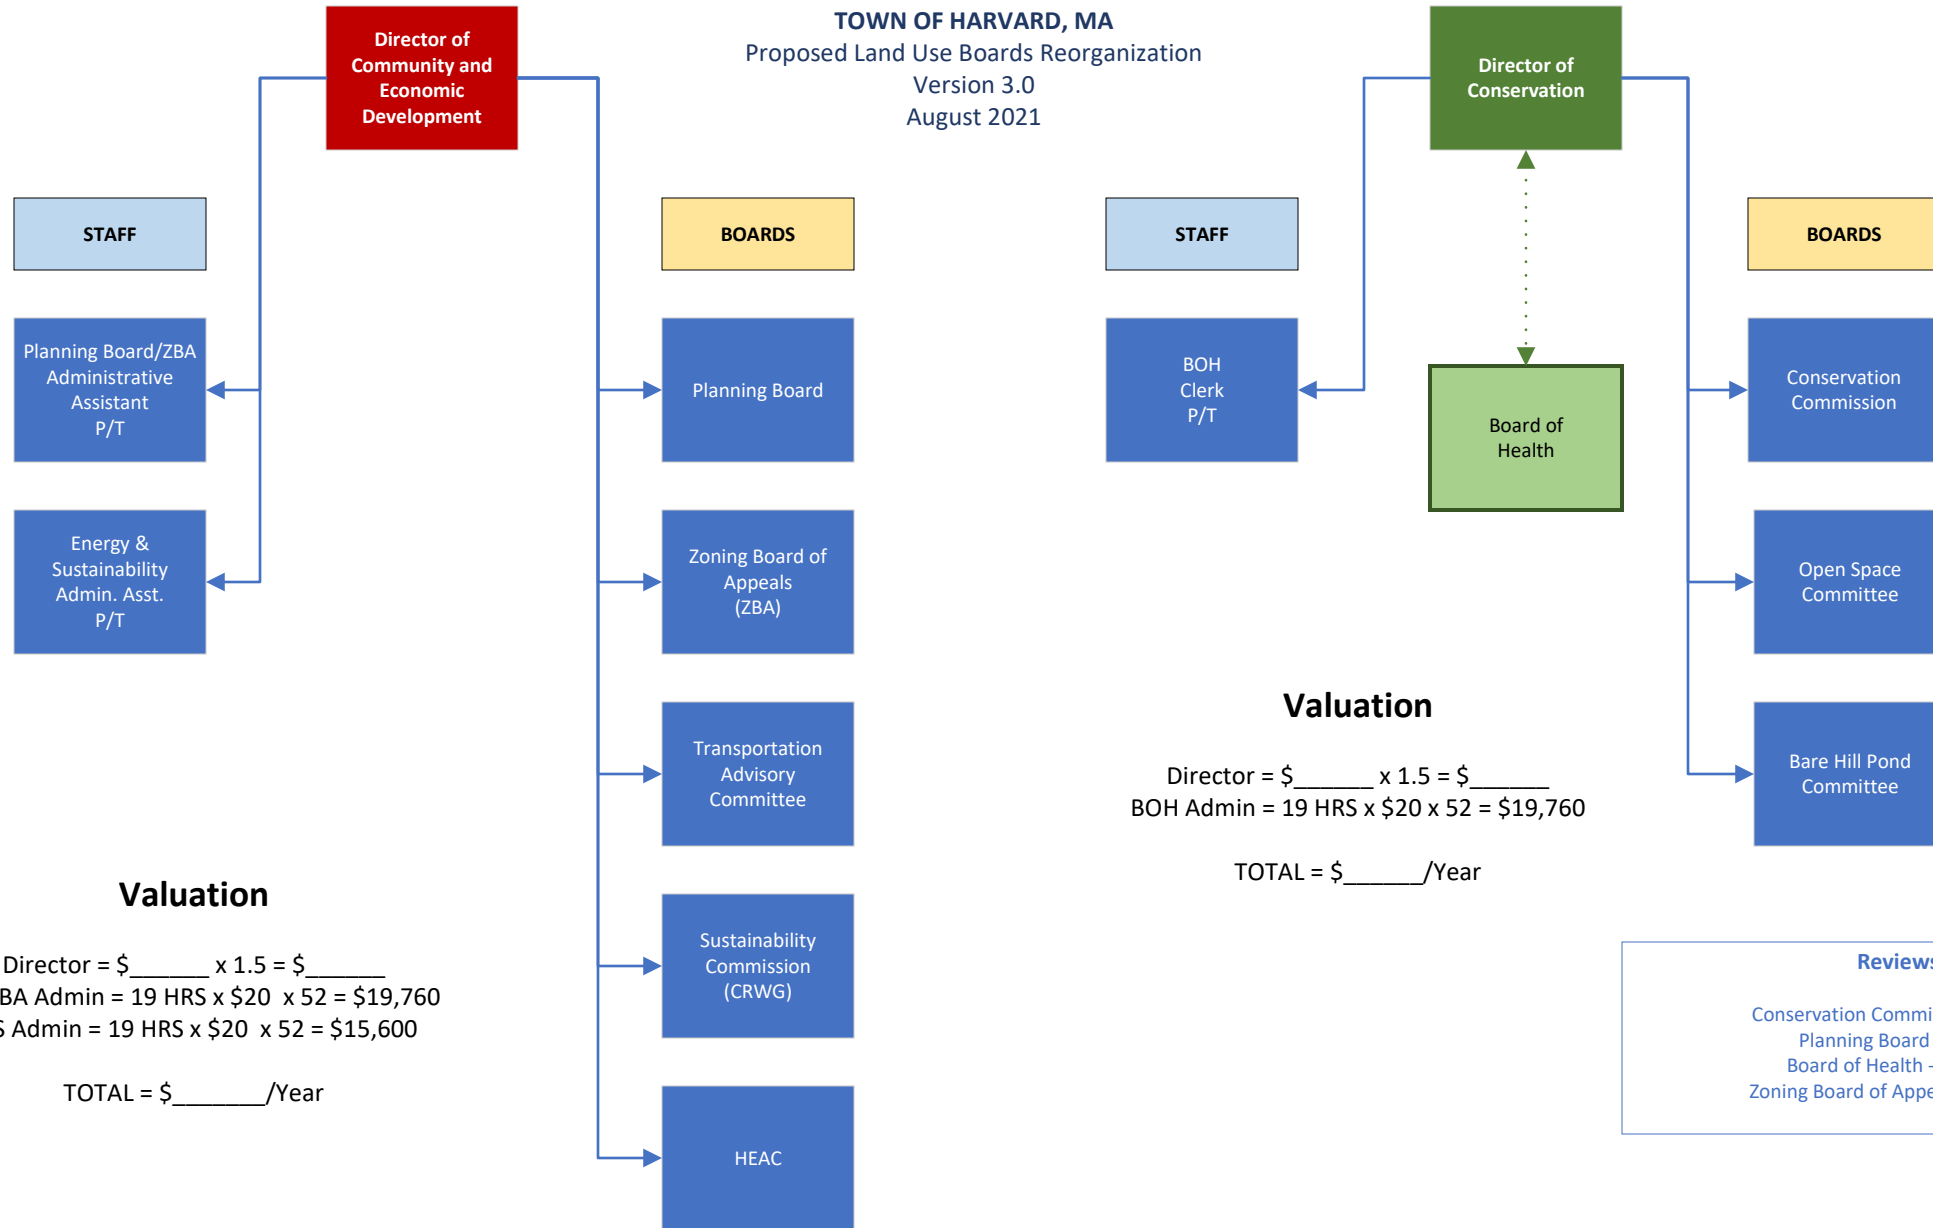 TOWN OF HARVARD, MA
Proposed Land Use Boards Reorganization
Version 3.0
August 2021
Director of
Community and
Economic
Development
STAFF
Planning Board/ZBA
Administrative
Assistant
P/T
Energy &
Sustainability
Admin. Asst.
P/T
BOARDS
Planning Board
Zoning Board of
Appeals
(ZBA)
Transportation
Advisory
Committee
Sustainability
Commission
(CRWG)
HEAC
Valuation
Director = $______ x 1.5 = $______
BA Admin = 19 HRS x $20 x 52 = $19,760
S Admin = 19 HRS x $20 x 52 = $15,600
TOTAL = $_______/Year
Director of
Conservation
STAFF
BOH
Clerk
P/T
Board of
Health
BOARDS
Conservation
Commission
Open Space
Committee
Bare Hill Pond
Committee
Valuation
Director = $______ x 1.5 = $______
BOH Admin = 19 HRS x $20 x 52 = $19,760
TOTAL = $______/Year
Reviews
Conservation Commi
Planning Board
Board of Health -
Zoning Board of Appe